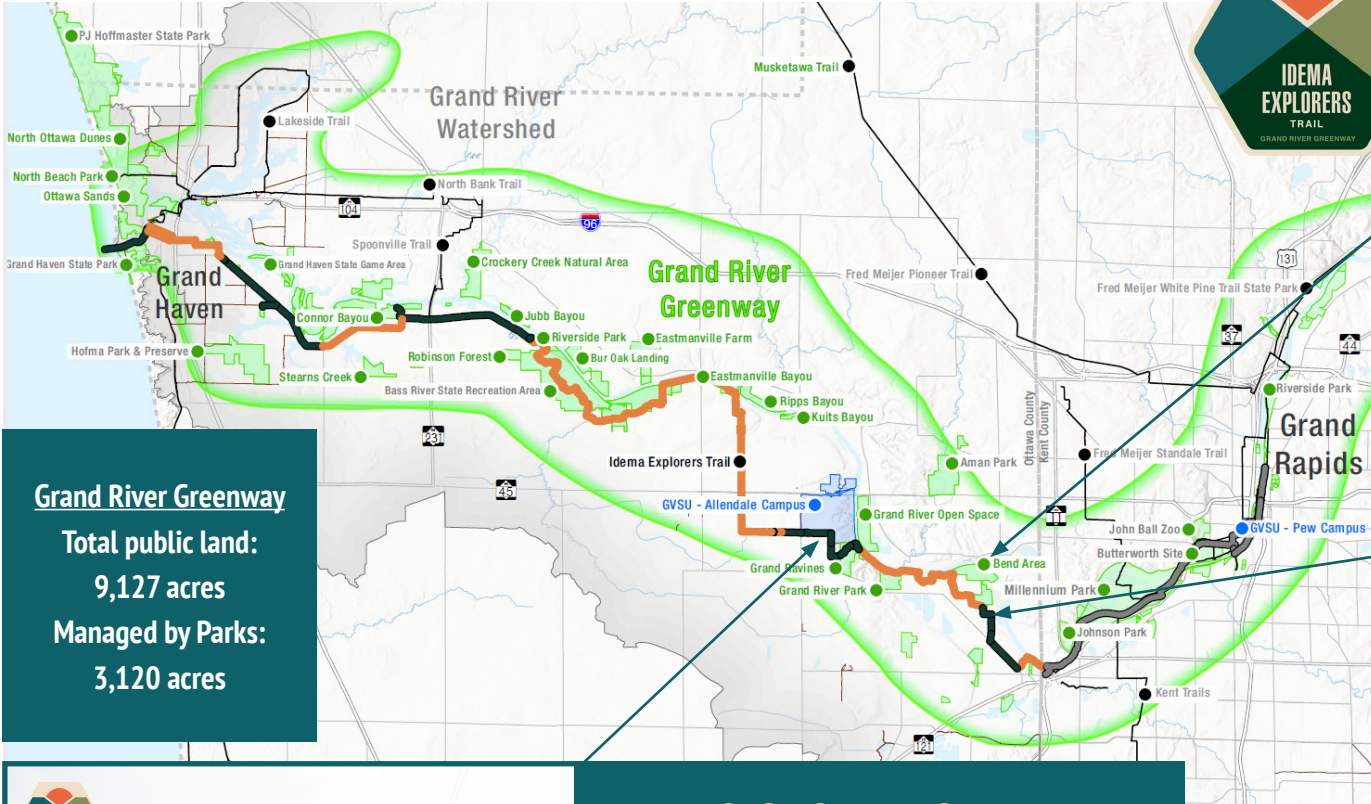 PJ Hoffmaster State Park
Musketawa Trail
IDEMA
EXPLORERS
TRAIL
GRAND RIVER GREENWAY
Grand River
Watershed
Lakeside Trail
North Ottawa Dunes
North Beach Park
North Bank Trail
Ottawa Sands
104
96
Spoonville Trail
131
Grand Haven State Park
Grand Haven State Game Area
Crockery Creek Natural Area
Grand River
Greenway
Fred Meijer Pioneer Trail
Fred Meijer White Pine Trail State Park
Grand
Haven
Connor Bayou
Jubb Bayou
37
44
Riverside Park
Eastmanville Farm
Hofma Park & Preserve
Robinson Forest
Bur Oak Landing
Stearns Creek
Eastmanville Bayou
Bass River State Recreation Area
Riverside Park
Ripps Bayou
Kuits Bayou
Grand
Rapids
231
Ottawa County
Kent County
Fred Meijer Standale Trail
Idema Explorers Trail
Aman Park
45
GVSU - Allendale Campus
Grand River Open Space
11
John Ball Zoo
GVSU - Pew Campus
Butterworth Site
Grand Ravines
Bend Area
Grand River Park
Millennium Park
Johnson Park
Kent Trails
121
Grand River Greenway
Total public land:
9,127 acres
Managed by Parks:
3,120 acres